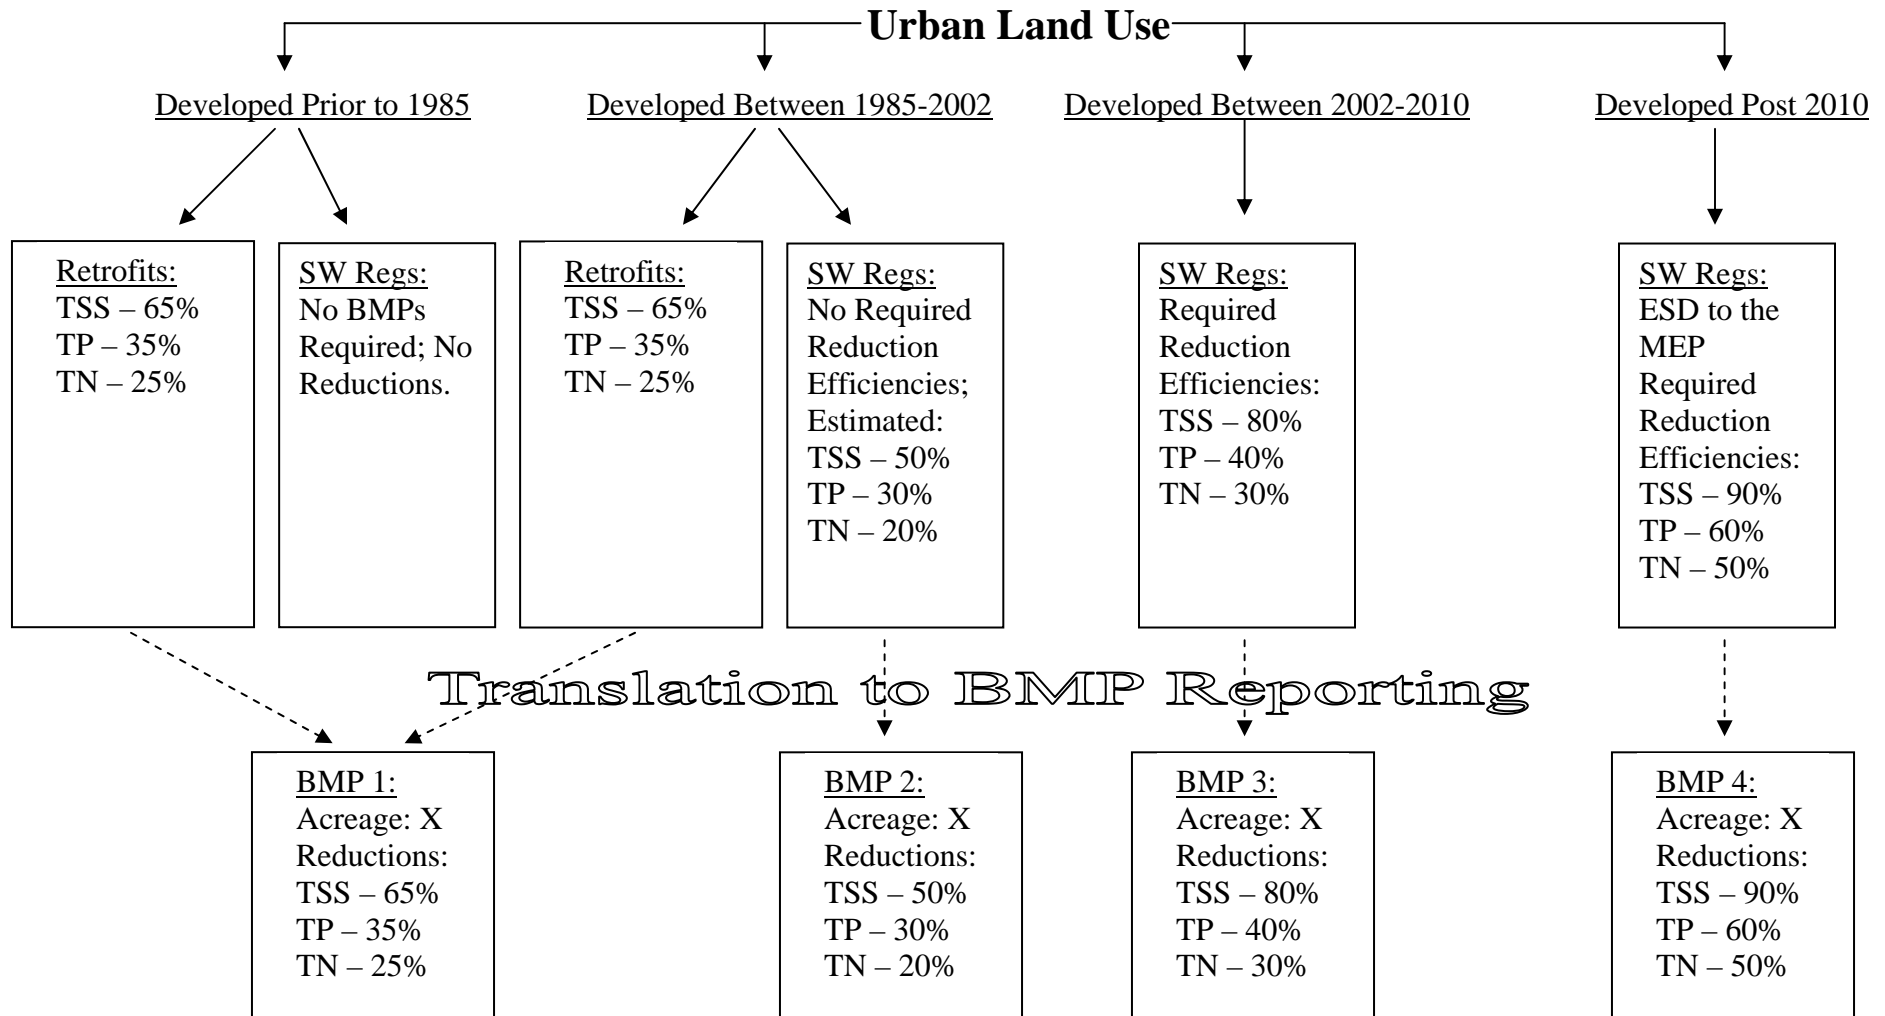 Urban Land Use
Developed Prior to 1985
Developed Between 1985-2002
Developed Between 2002-2010
Developed Post 2010
Retrofits:
TSS – 65%
TP – 35%
TN – 25%
SW Regs:
No BMPs
Required; No
Reductions.
Retrofits:
TSS – 65%
TP – 35%
TN – 25%
SW Regs:
No Required
Reduction
Efficiencies;
Estimated:
TSS – 50%
TP – 30%
TN – 20%
SW Regs:
Required
Reduction
Efficiencies:
TSS – 80%
TP – 40%
TN – 30%
SW Regs:
ESD to the
MEP
Required
Reduction
Efficiencies:
TSS – 90%
TP – 60%
TN – 50%
Translation to BMP Reporting
BMP 1:
Acreage: X
Reductions:
TSS – 65%
TP – 35%
TN – 25%
BMP 2:
Acreage: X
Reductions:
TSS – 50%
TP – 30%
TN – 20%
BMP 3:
Acreage: X
Reductions:
TSS – 80%
TP – 40%
TN – 30%
BMP 4:
Acreage: X
Reductions:
TSS – 90%
TP – 60%
TN – 50%